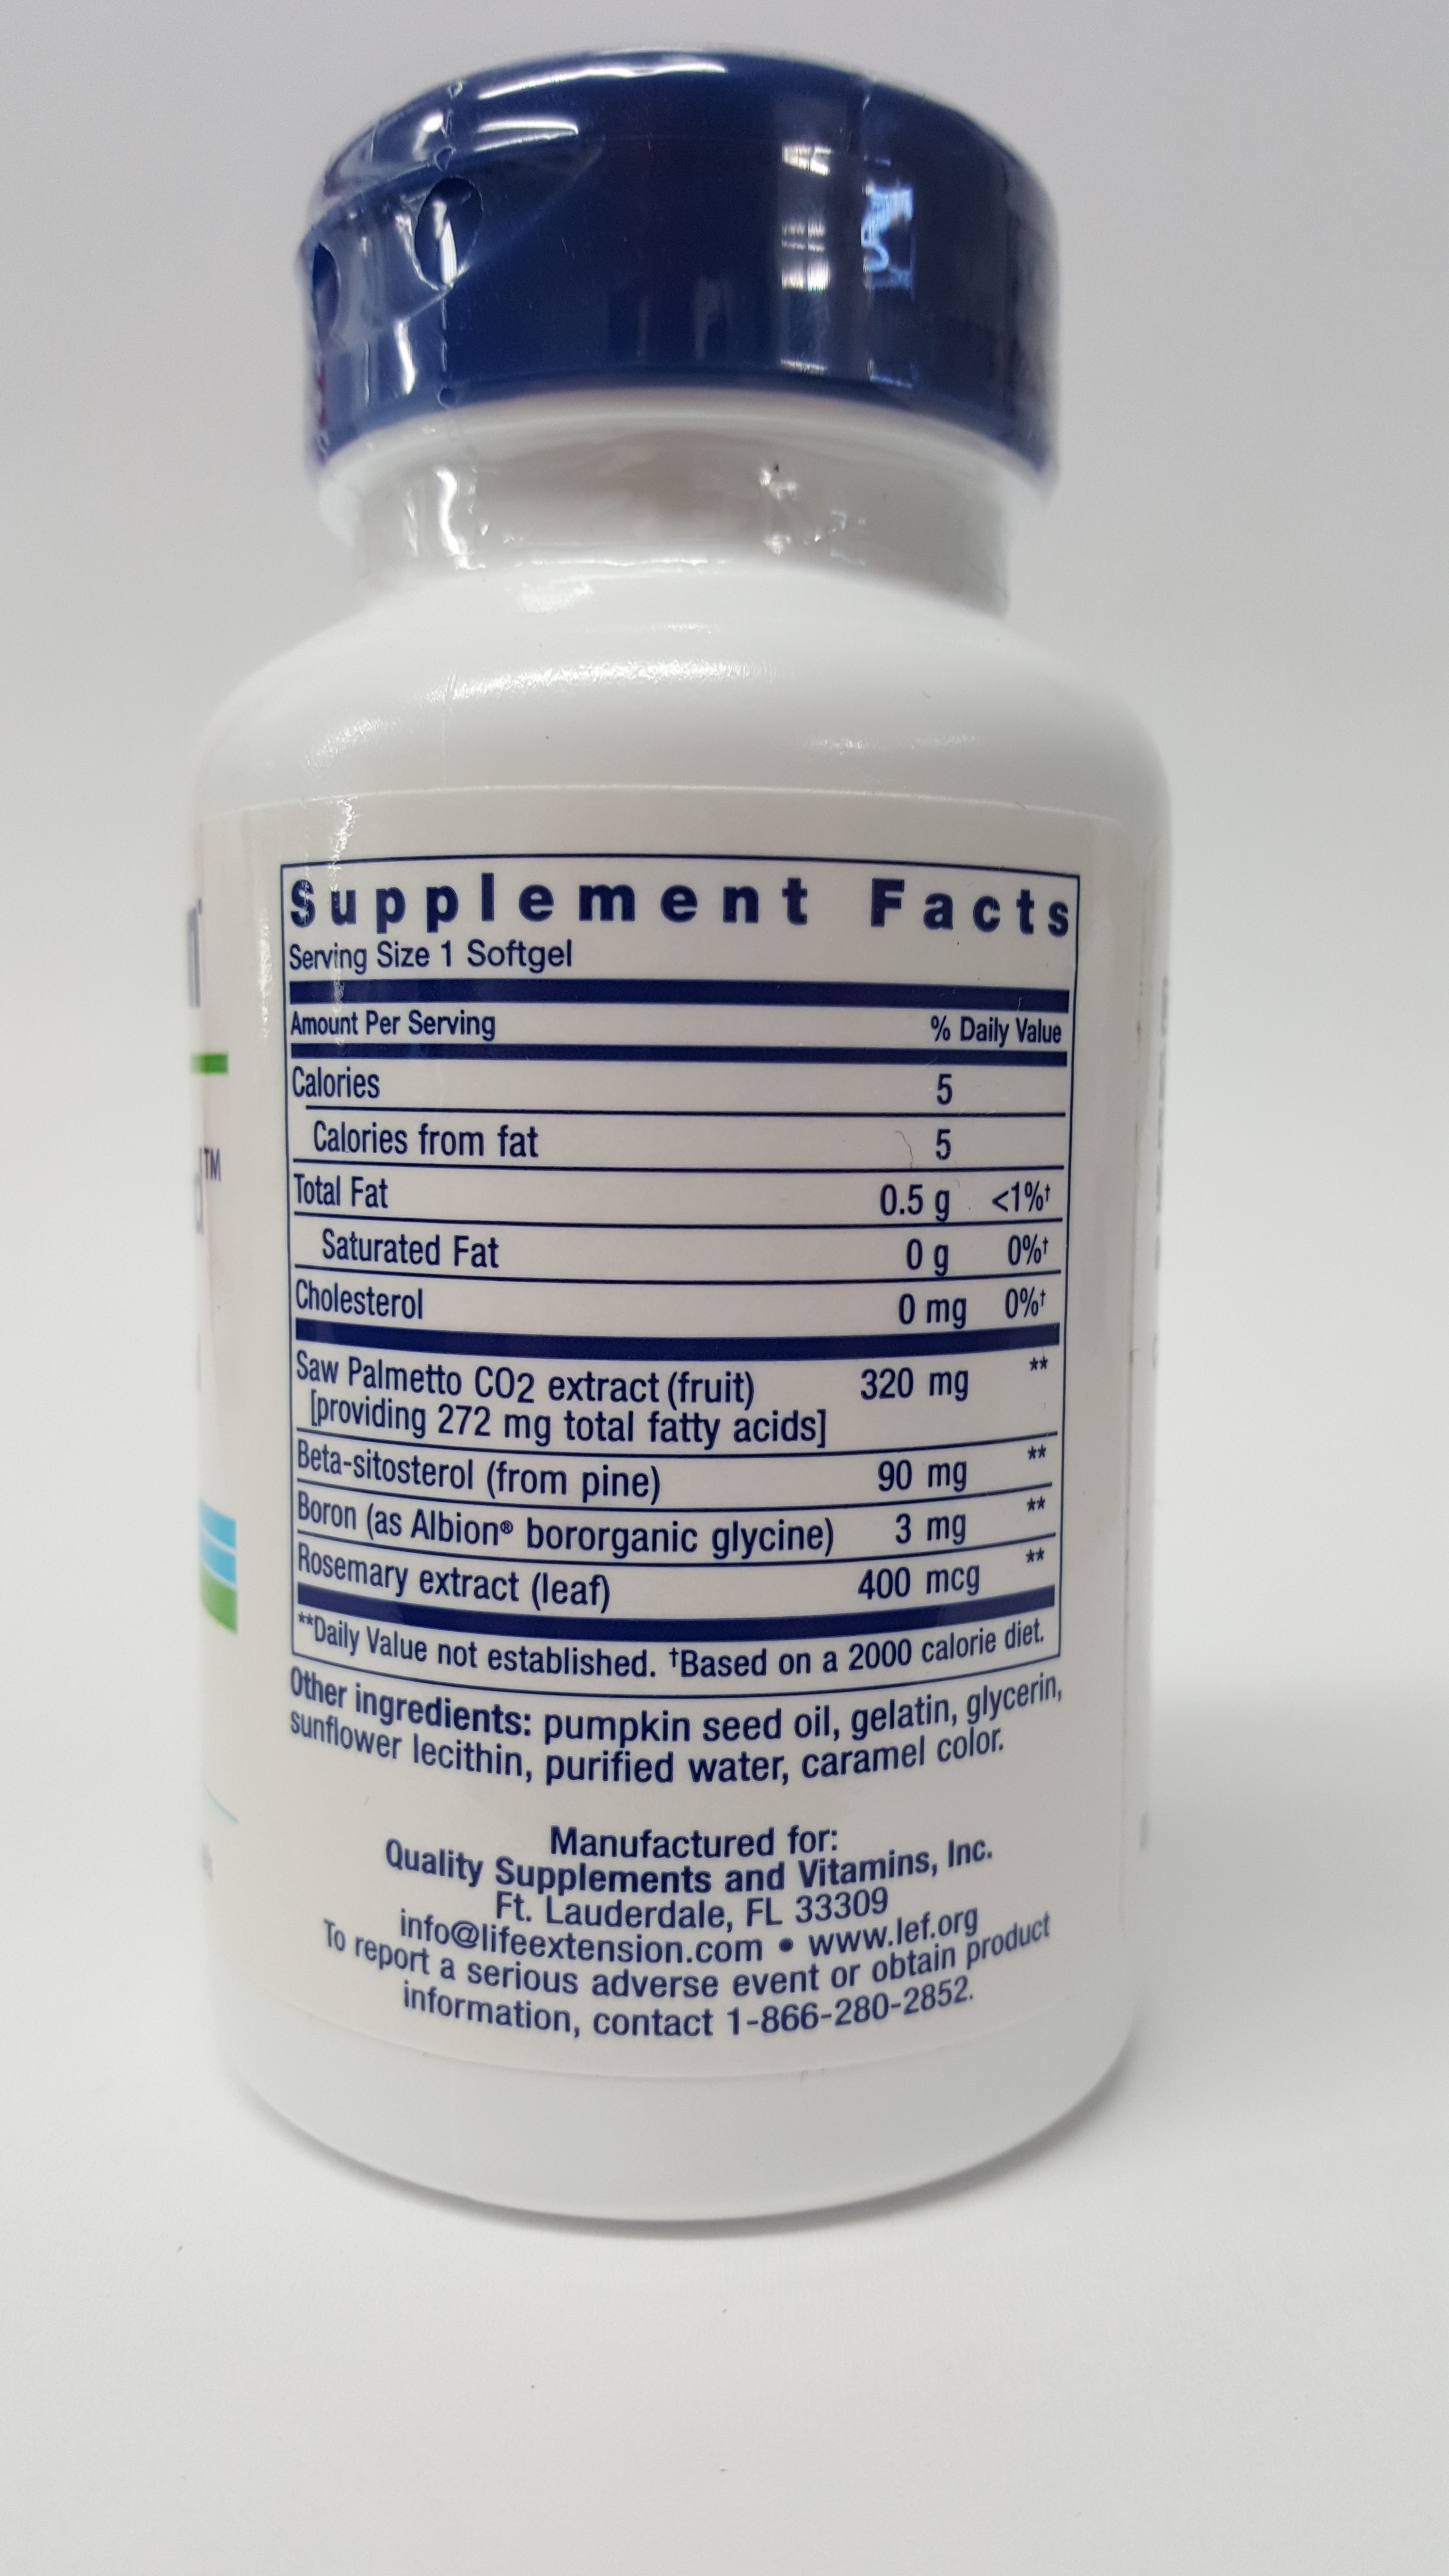 Supplement Facts
Serving Size 1 Softgel
Amount Per Serving % Daily Value
Calories 5
Calories from fat 5
Total Fat 0.5 g <1%†
Saturated Fat 0 g 0%†
Cholesterol 0 mg 0%†
Saw Palmetto CO2 extract (fruit) 320 mg **
[providing 272 mg total fatty acids]
Beta-sitosterol (from pine) 90 mg **
Boron (as Albion® bororganic glycine) 3 mg **
Rosemary extract (leaf) 400 mcg **
**Daily Value not established. †Based on a 2000 calorie diet.
Other ingredients: pumpkin seed oil, gelatin, glycerin,
sunflower lecithin, purified water, caramel color.
Manufactured for:
Quality Supplements and Vitamins, Inc.
Ft. Lauderdale, FL 33309
info@lifeextension.com • www.lef.org
To report a serious adverse event or obtain product
information, contact 1-866-280-2852.
TM